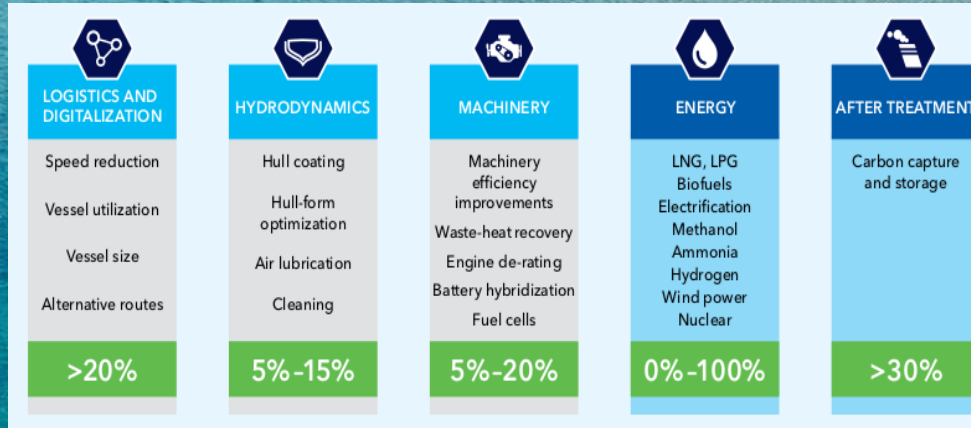 LOGISTICS AND
DIGITALIZATION
Speed reduction
Vessel utilization
Vessel size
Alternative routes
>20%
HYDRODYNAMICS
Hull coating
Hull-form
optimization
Air lubrication
Cleaning
5%-15%
MACHINERY
Machinery
efficiency
improvements
Waste-heat recovery
Engine de-rating
Battery hybridization
Fuel cells
5%-20%
ENERGY
LNG, LPG
Biofuels
Electrification
Methanol
Ammonia
Hydrogen
Wind power
Nuclear
0%-100%
AFTER TREATMENT
Carbon capture
and storage
>30%